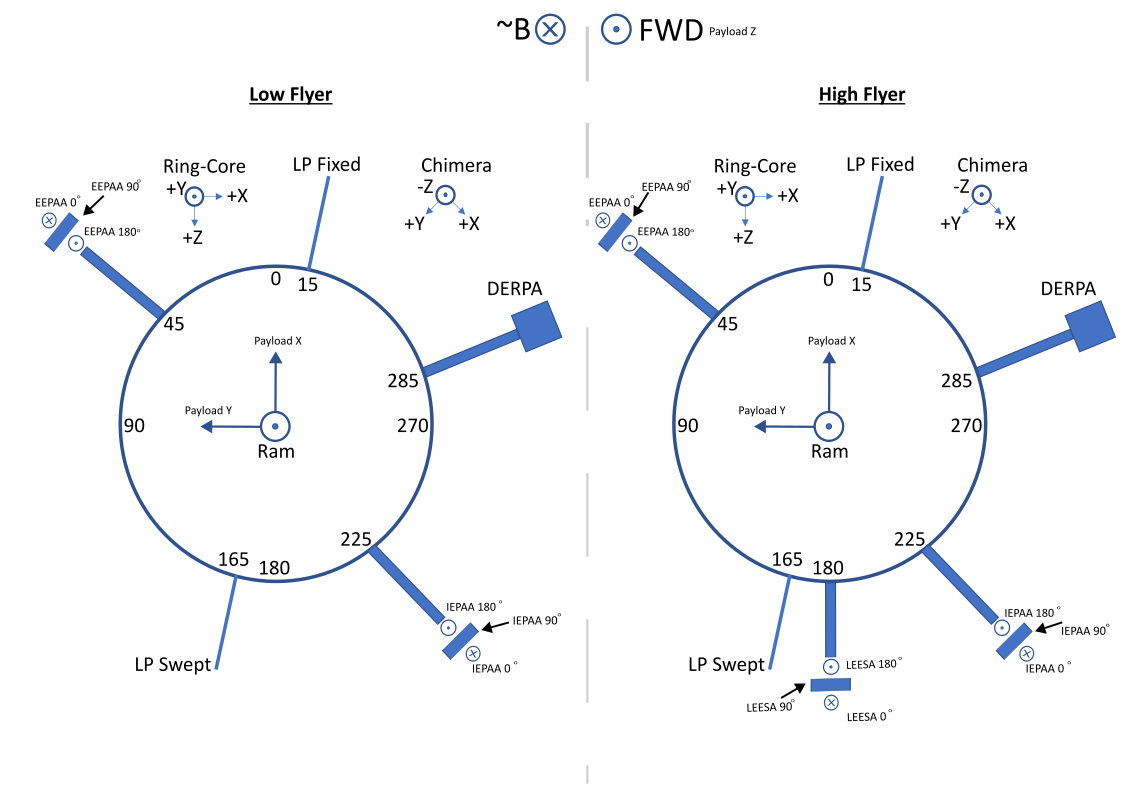 ~B
FWD Payload Z
Low Flyer
Ring-Core
+Y
+X
+Z
LP Fixed
Chimera
-Z
+Y
+X
EEPAA 90°
EEPAA 0°
EEPAA 180°
DERPA
0
15
45
285
Payload X
Payload Y
90
270
Ram
225
165
180
IEPAA 180°
IEPAA 90°
IEPAA 0°
LP Swept
High Flyer
Ring-Core
+Y
+X
+Z
LP Fixed
Chimera
-Z
+Y
+X
EEPAA 90°
EEPAA 0°
EEPAA 180°
DERPA
0
15
45
285
Payload X
Payload Y
90
270
Ram
225
165
180
IEPAA 180°
IEPAA 90°
IEPAA 0°
LP Swept
LEESA 180°
LEESA 90°
LEESA 0°